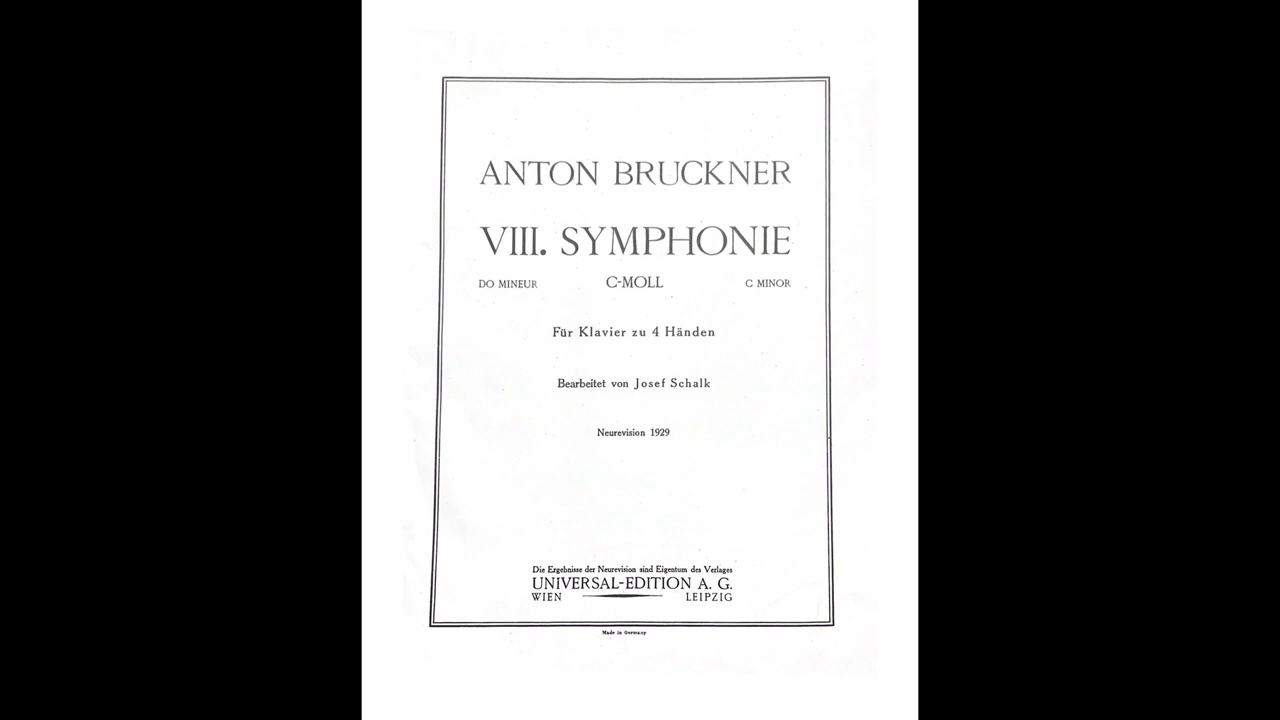 ANTON BRUCKNER
VIII. SYMPHONIE
DO MINEUR C-MOLL C MINOR
Für Klavier zu 4 Händen
Bearbeitet von Josef Schalk
Neurevision 1929
Die Ergebnisse der Neurevision sind Eigentum des Verlages
UNIVERSAL-EDITION A. G.
WIEN LEIPZIG
Made in Germany